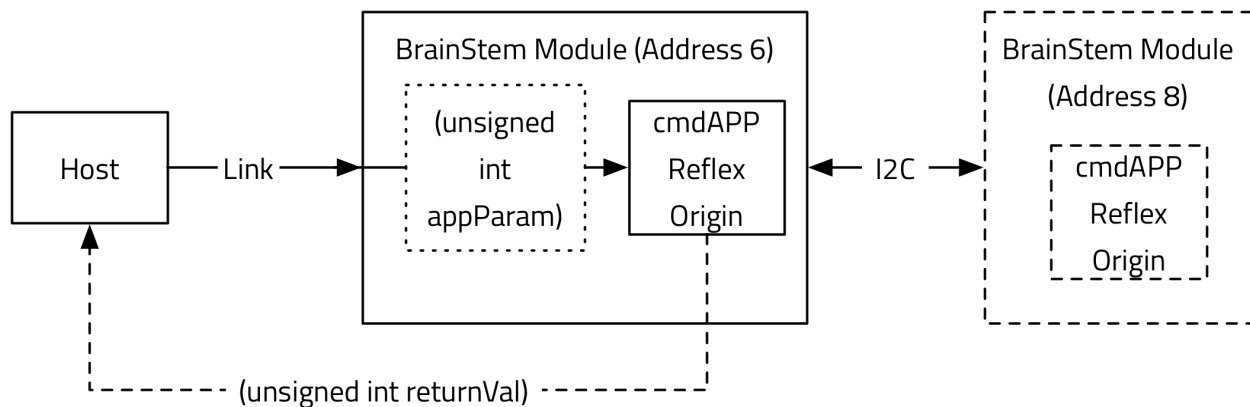 BrainStem Module (Address 6)
BrainStem Module
(Address 8)
Host
Link
(unsigned
int
appParam)
cmdAPP
Reflex
Origin
I2C
cmdAPP
Reflex
Origin
(unsigned int returnVal)